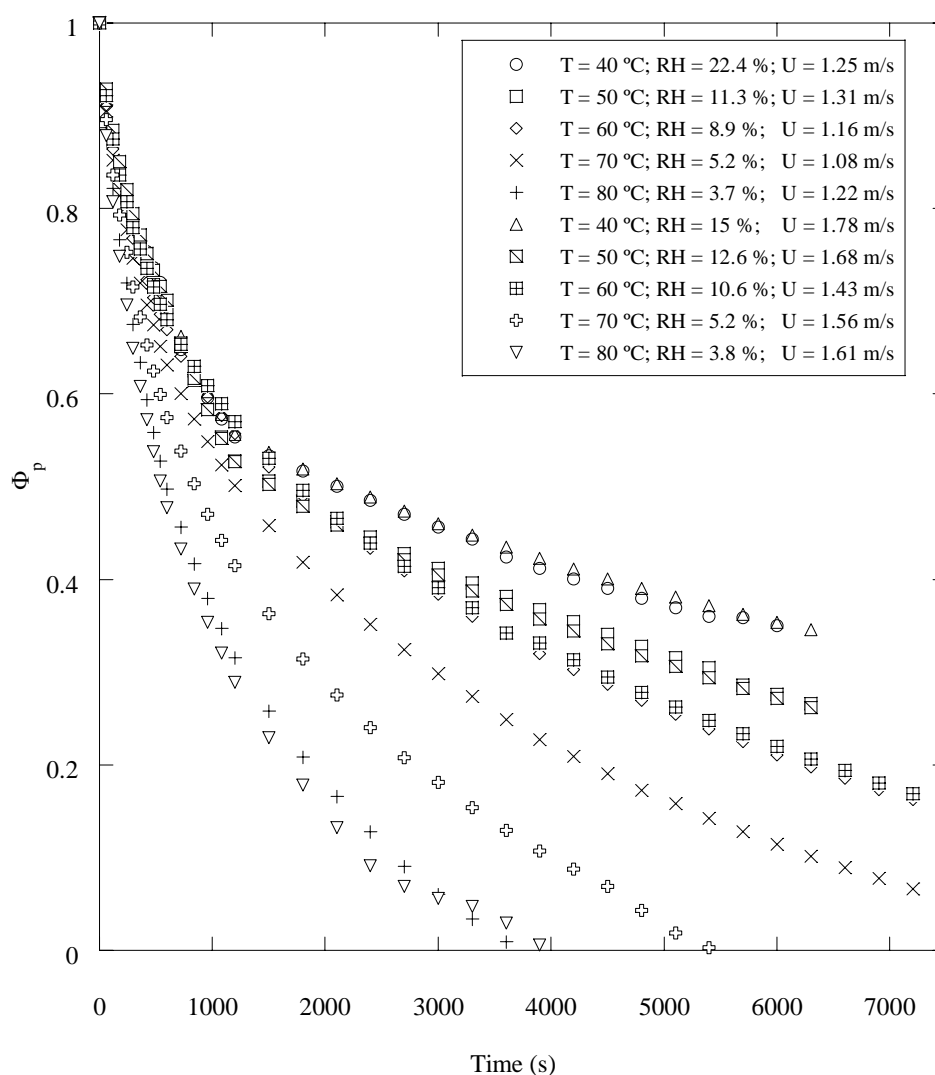 1
T = 40 ºC; RH = 22.4 %; U = 1.25 m/s
T = 50 ºC; RH = 11.3 %; U = 1.31 m/s
T = 60 ºC; RH = 8.9 %; U = 1.16 m/s
T = 70 ºC; RH = 5.2 %; U = 1.08 m/s
T = 80 ºC; RH = 3.7 %; U = 1.22 m/s
T = 40 ºC; RH = 15 %; U = 1.78 m/s
T = 50 ºC; RH = 12.6 %; U = 1.68 m/s
T = 60 ºC; RH = 10.6 %; U = 1.43 m/s
T = 70 ºC; RH = 5.2 %; U = 1.56 m/s
T = 80 ºC; RH = 3.8 %; U = 1.61 m/s
0.8
0.6
Φp
0.4
0.2
0
0 1000 2000 3000 4000 5000 6000 7000
Time (s)